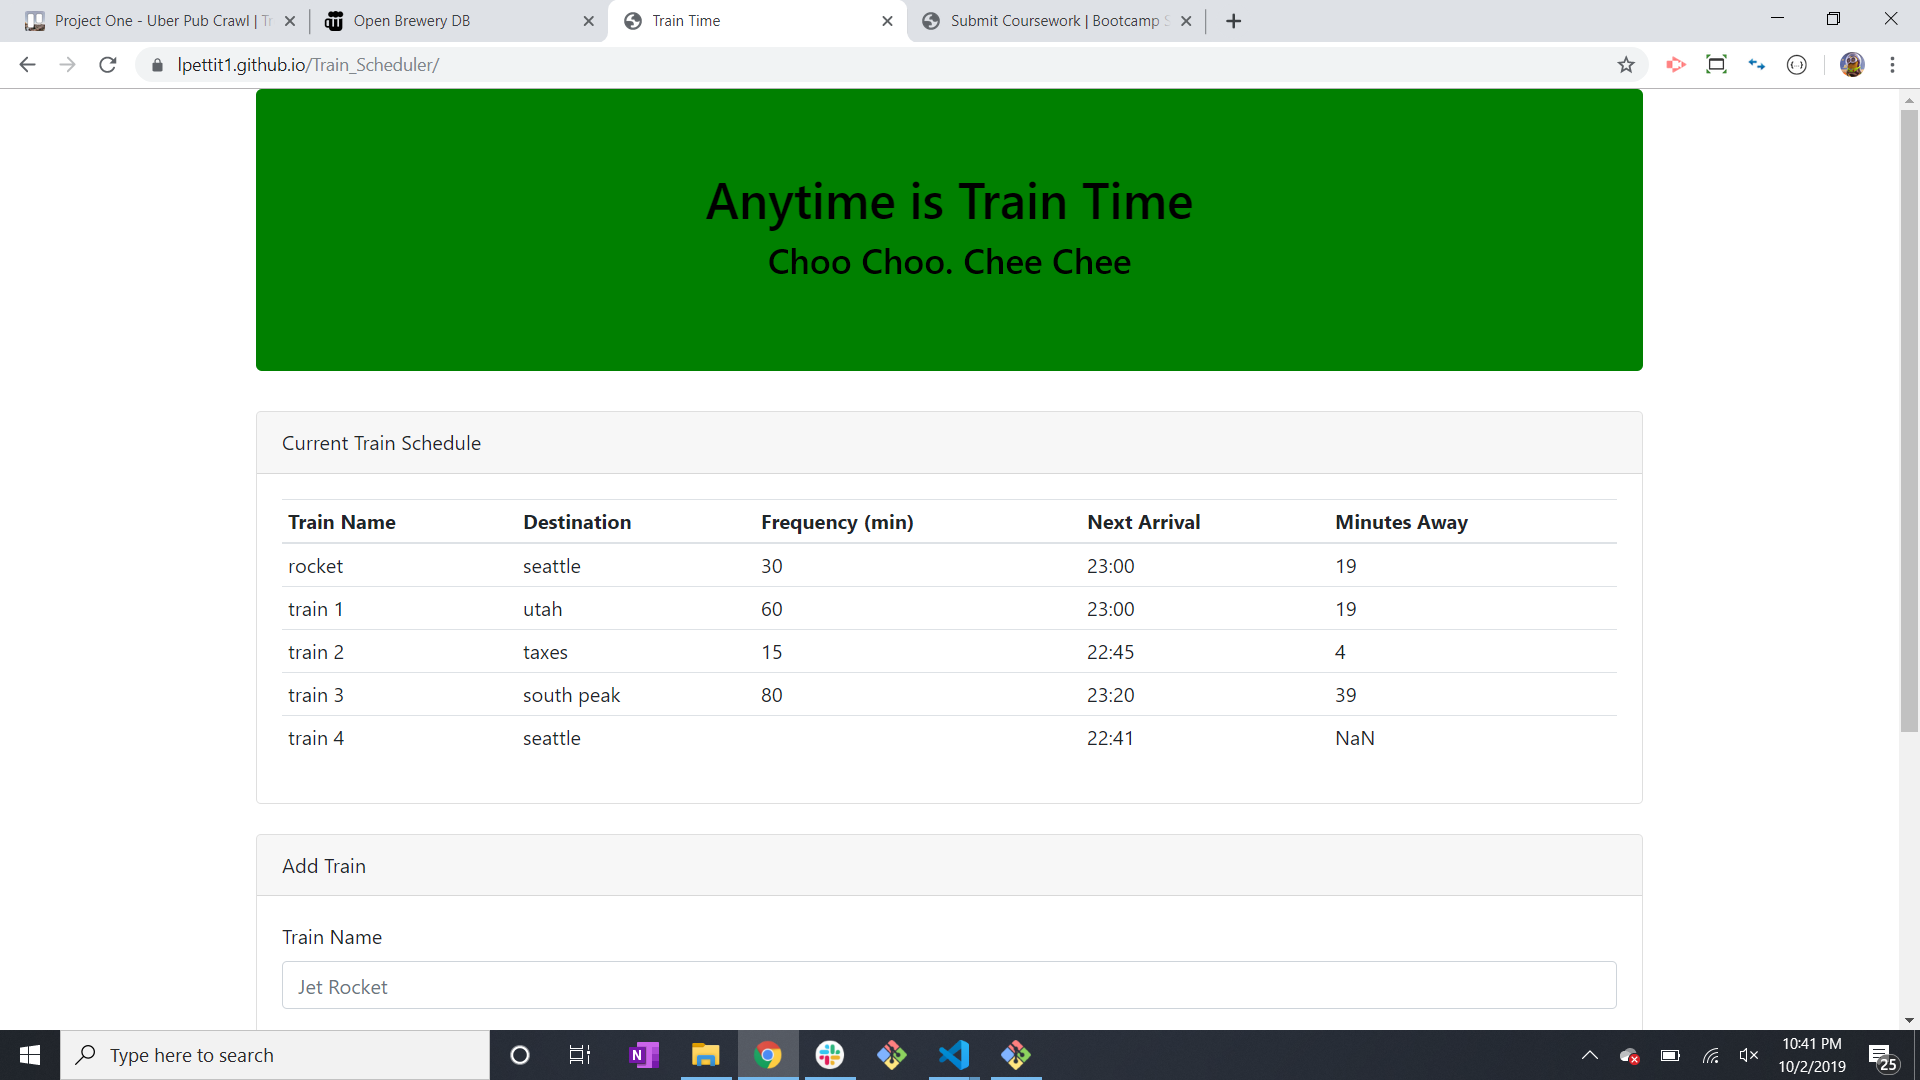 Project One - Uber Pub Crawl | Tr
Open Brewery DB
Train Time
Submit Coursework | Bootcamp S
lpettit1.github.io/Train_Scheduler/
Anytime is Train Time
Choo Choo. Chee Chee
Current Train Schedule
Train Name Destination Frequency (min) Next Arrival Minutes Away
rocket seattle 30 23:00 19
train 1 utah 60 23:00 19
train 2 taxes 15 22:45 4
train 3 south peak 80 23:20 39
train 4 seattle 22:41 NaN
Add Train
Train Name
Jet Rocket
Type here to search
N
10:41 PM
10/2/2019
25